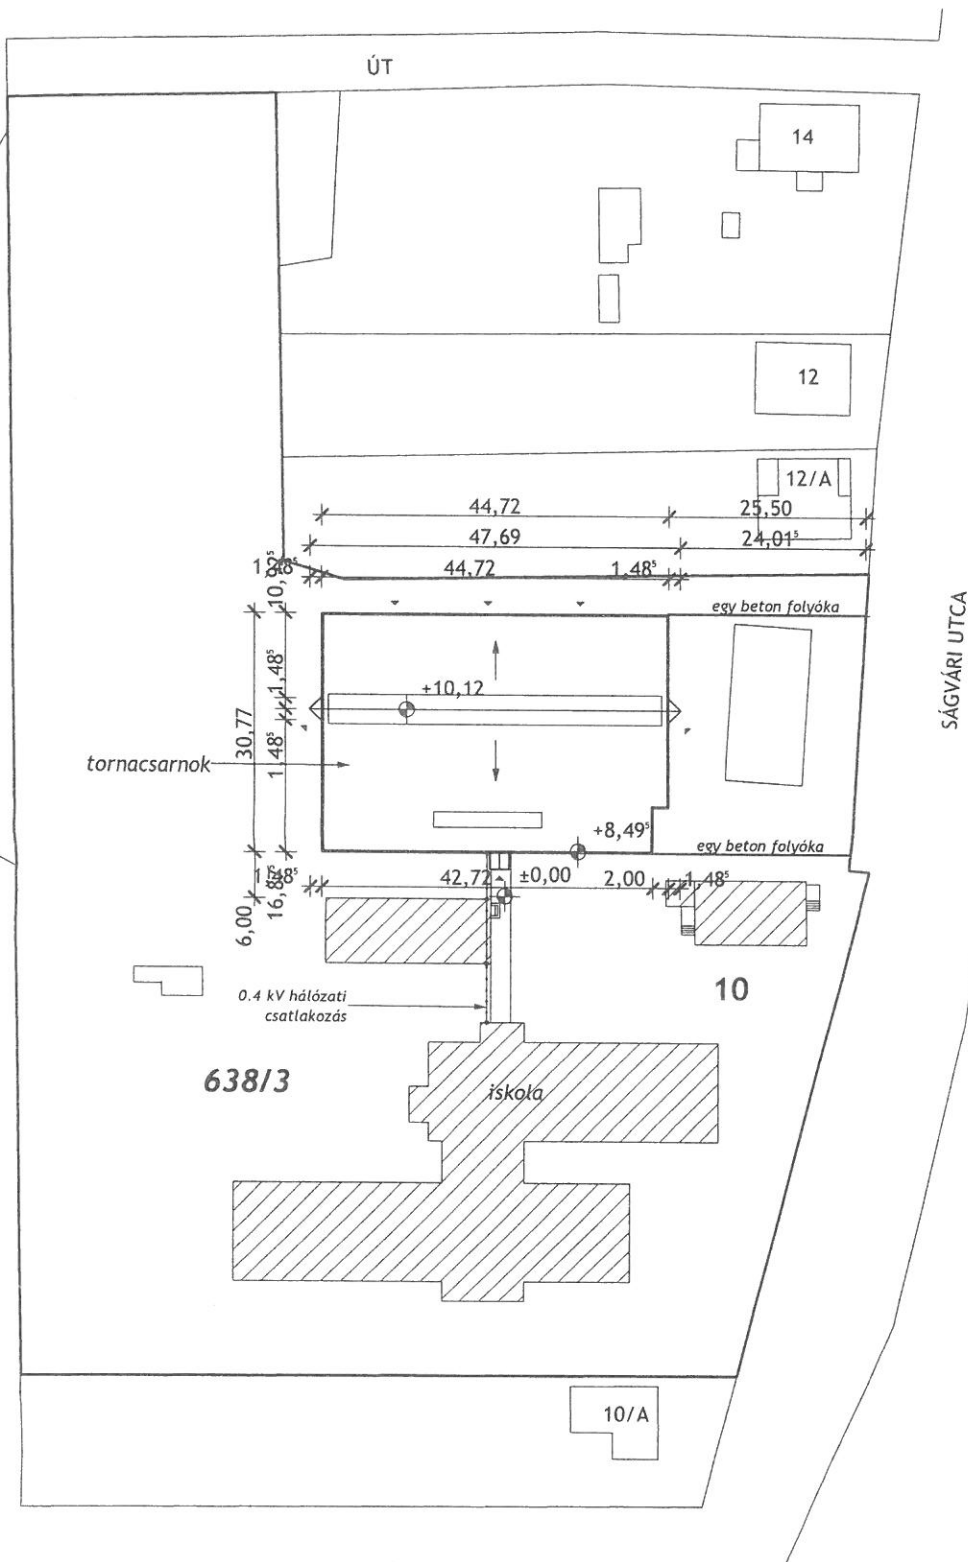 ÚT
14
12
12/A
44,72
25,50
47,69
24,01⁵
44,72
1,48⁵
egy beton folyóka
SÁGVÁRI UTCA
1,48⁵
+10,12
30,77
1,48⁵
tornacsarnok
+8,49⁵
egy beton folyóka
42,72
±0,00
2,00
1,48⁵
6,00
10
0.4 kV hálózati
csatlakozás
638/3
iskola
10/A